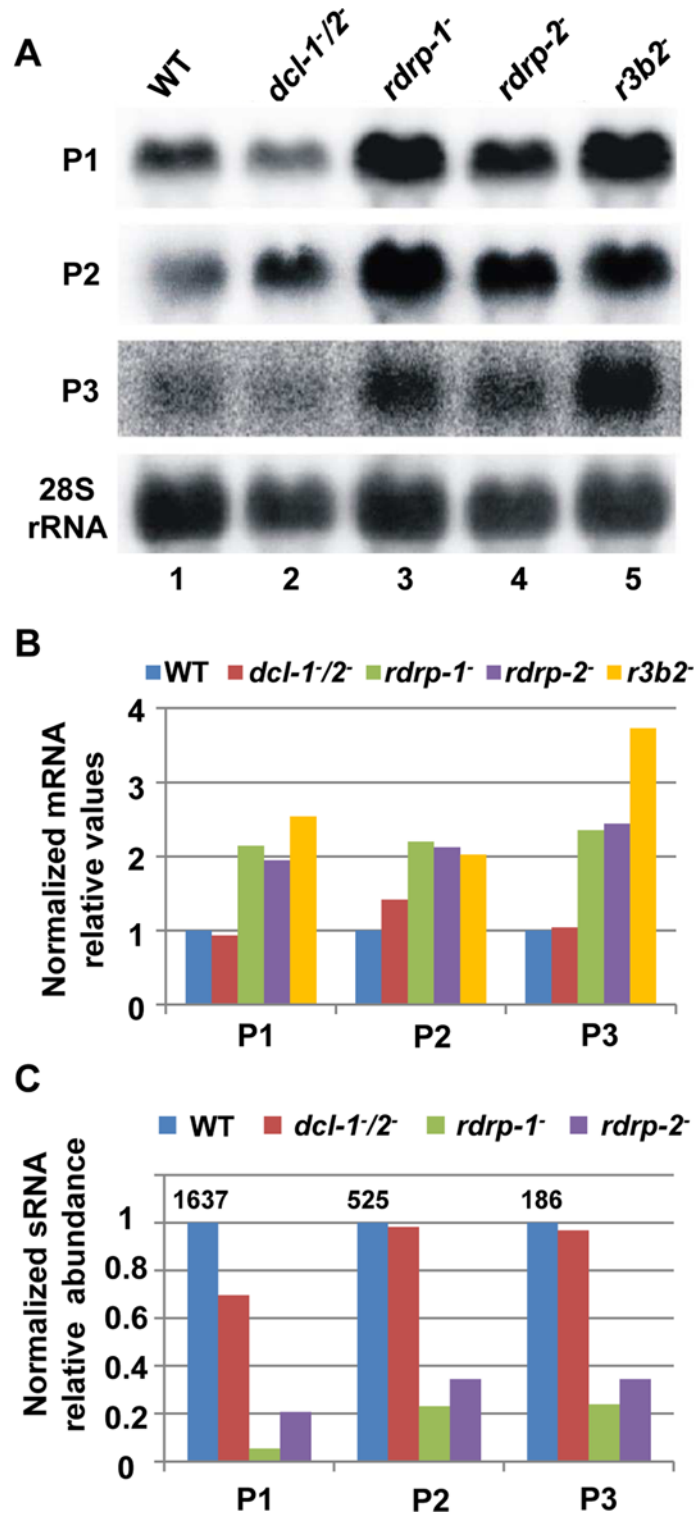 A
WT dcl-1⁻/2⁻ rdrp-1⁻ rdrp-2⁻ r3b2⁻
P1
P2
P3
28S
rRNA
1 2 3 4 5
B
WT dcl-1⁻/2⁻ rdrp-1⁻ rdrp-2⁻ r3b2⁻
Normalized mRNA
relative values
4
3
2
1
0
P1 P2 P3
C
WT dcl-1⁻/2⁻ rdrp-1⁻ rdrp-2⁻
Normalized sRNA
relative abundance
1637 525 186
1
0.8
0.6
0.4
0.2
0
P1 P2 P3